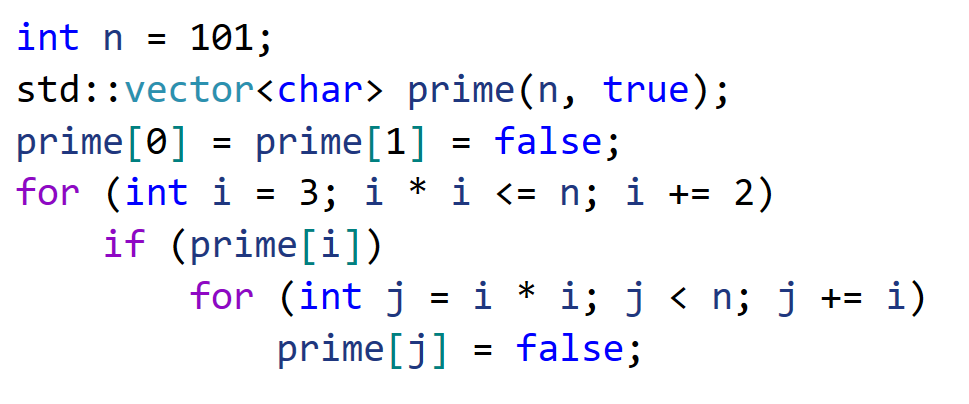 int n = 101;
std::vector<char> prime(n, true);
prime[0] = prime[1] = false;
for (int i = 3; i * i <= n; i += 2)
    if (prime[i])
        for (int j = i * i; j < n; j += i)
            prime[j] = false;